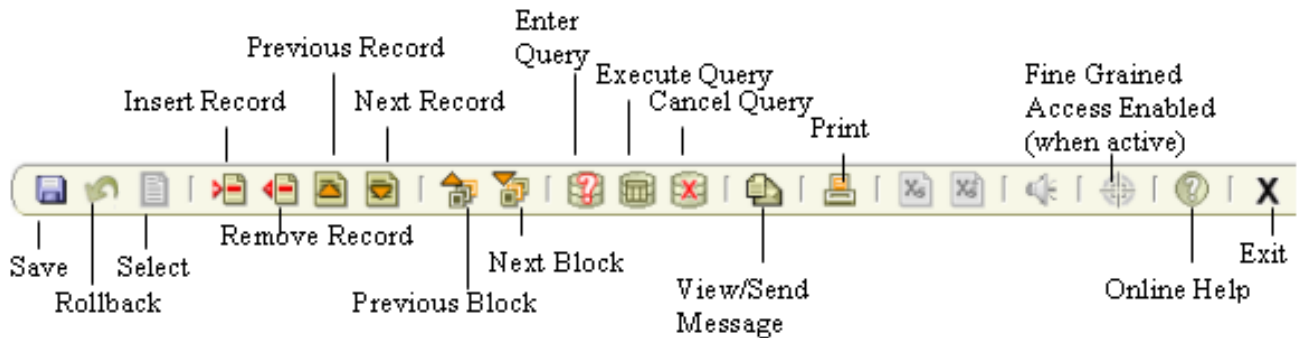 Enter
Query
Previous Record
Execute Query
Fine Grained
Access Enabled
(when active)
Insert Record
Next Record
Cancel Query
Print
Remove Record
Save
Select
Next Block
Exit
Rollback
Previous Block
View/Send
Message
Online Help